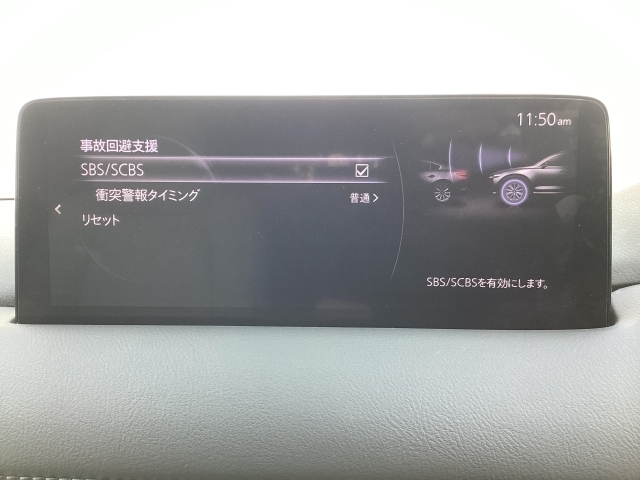 11:50am
事故回避支援
SBS/SCBS
衝突警報タイミング 普通
リセット
SBS/SCBSを有効にします。